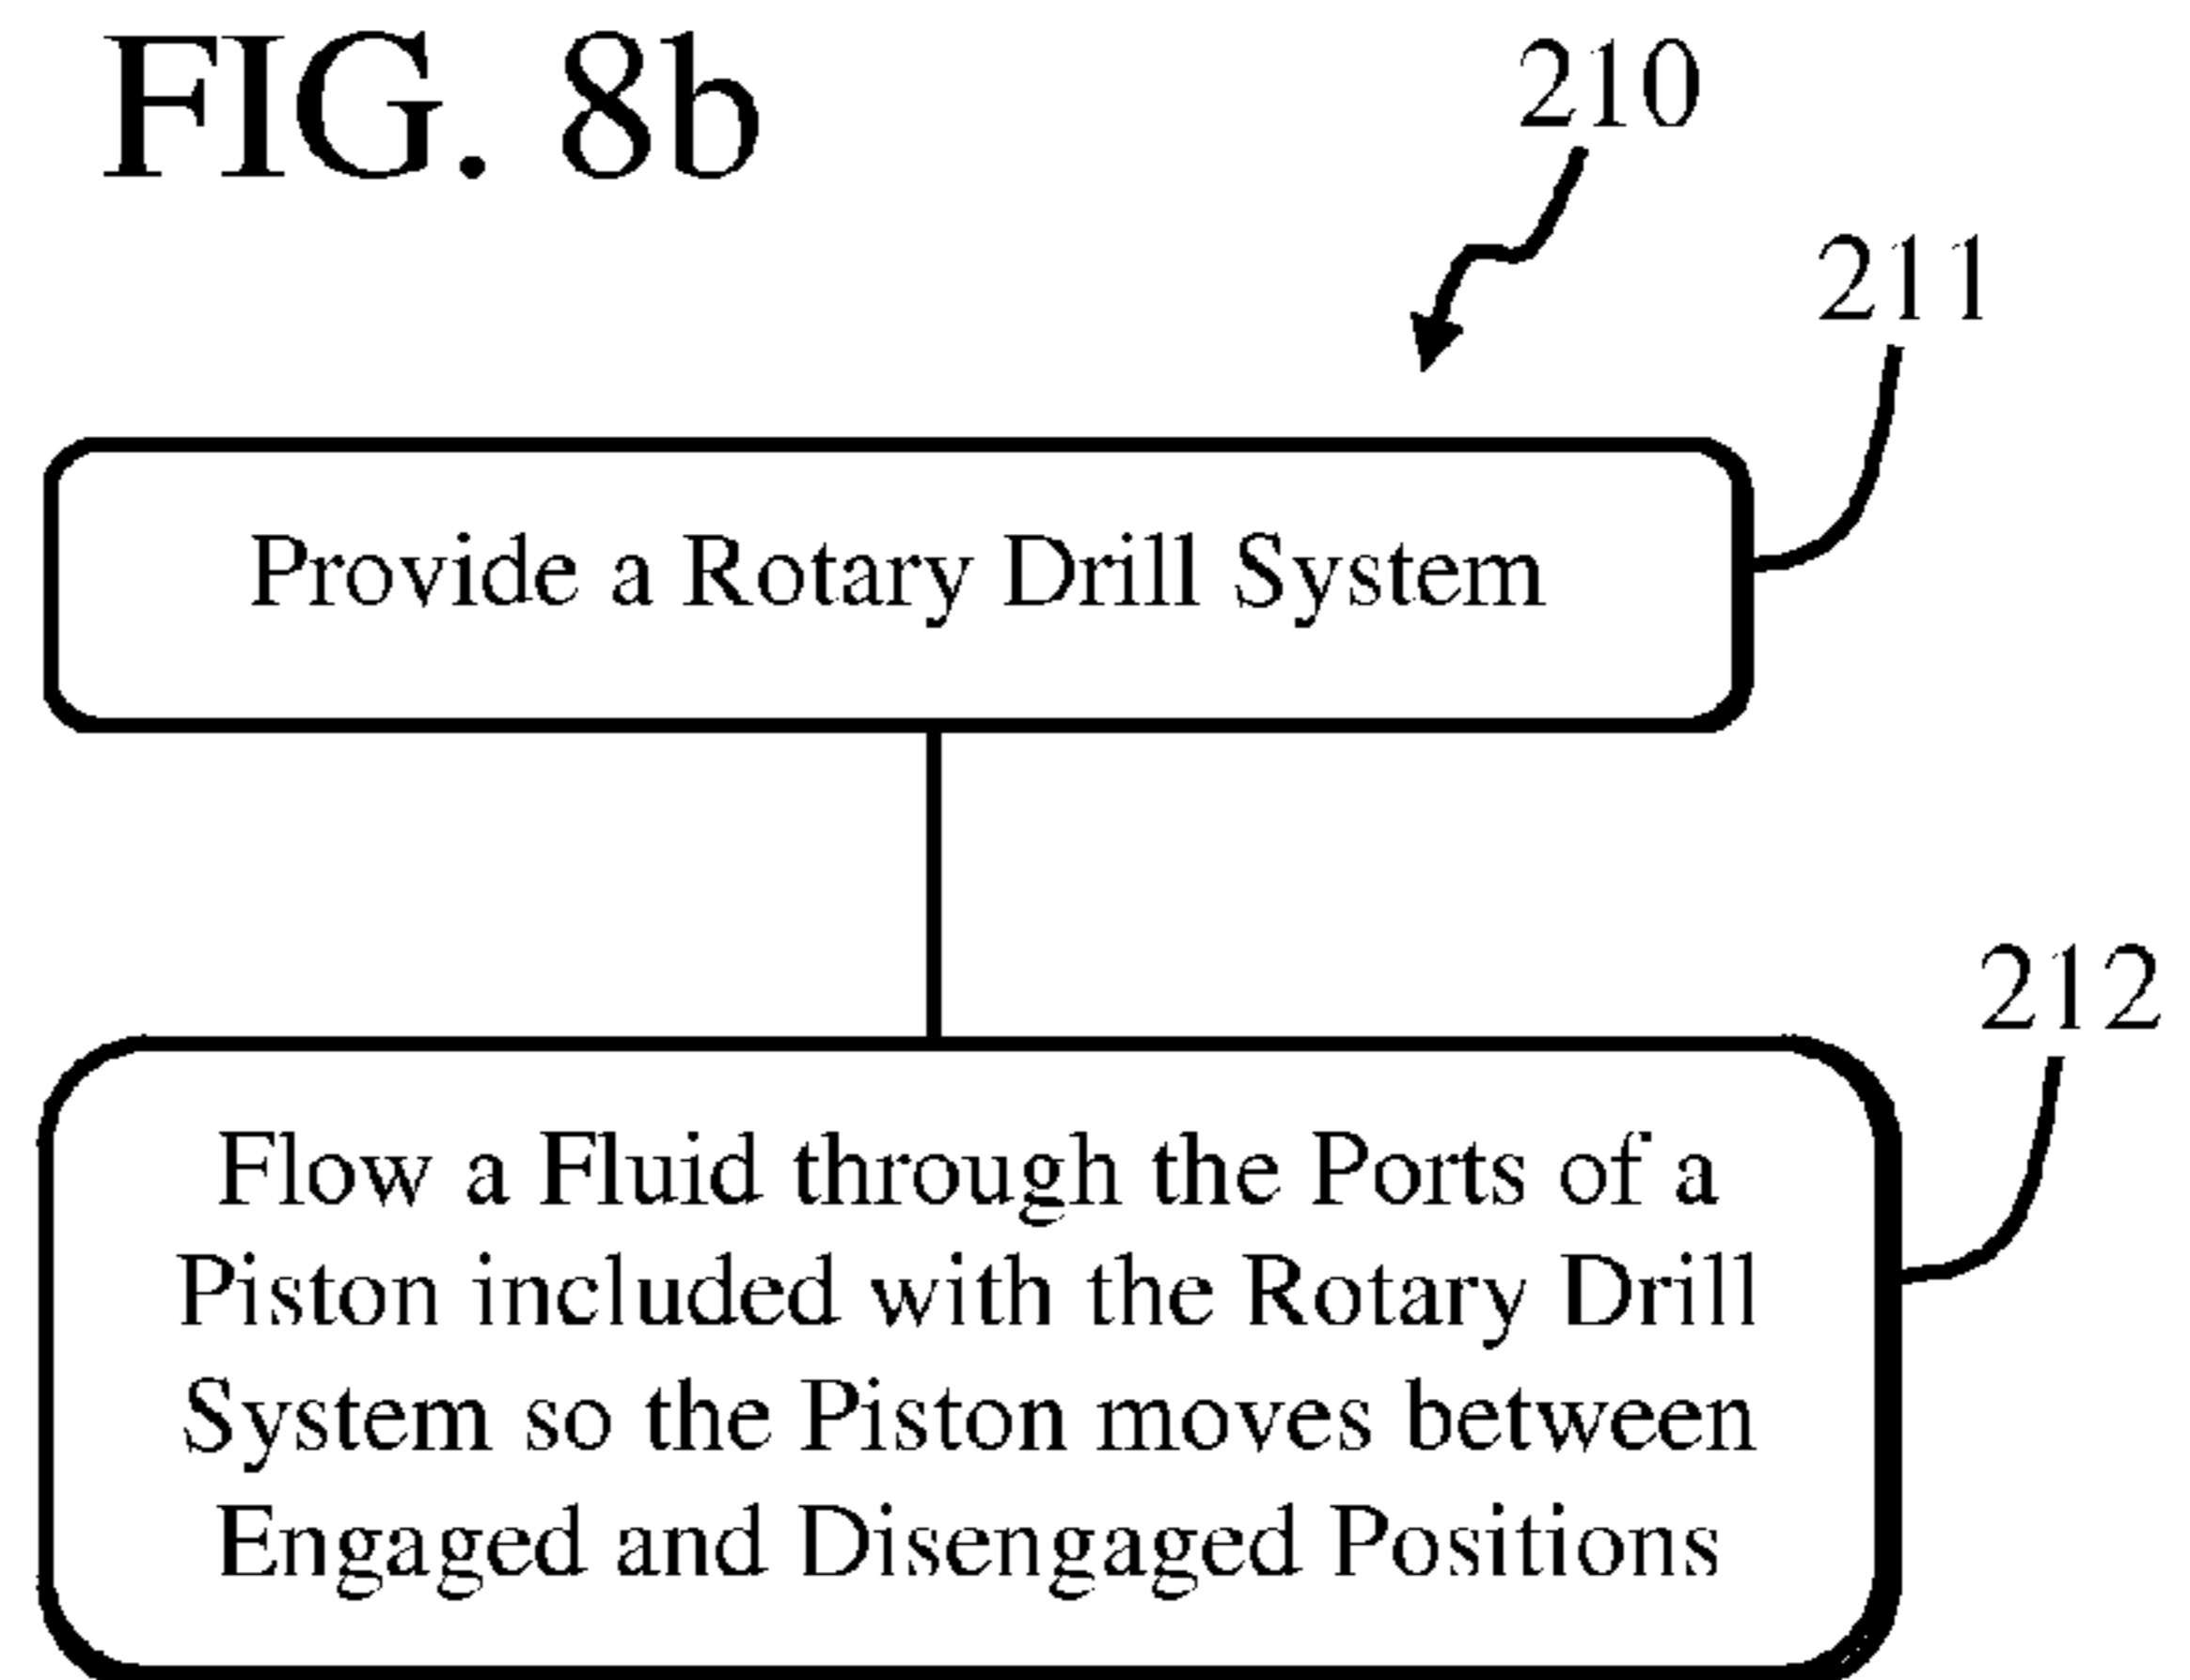 FIG. 8b
210
211
Provide a Rotary Drill System
212
Flow a Fluid through the Ports of a
Piston included with the Rotary Drill
System so the Piston moves between
Engaged and Disengaged Positions